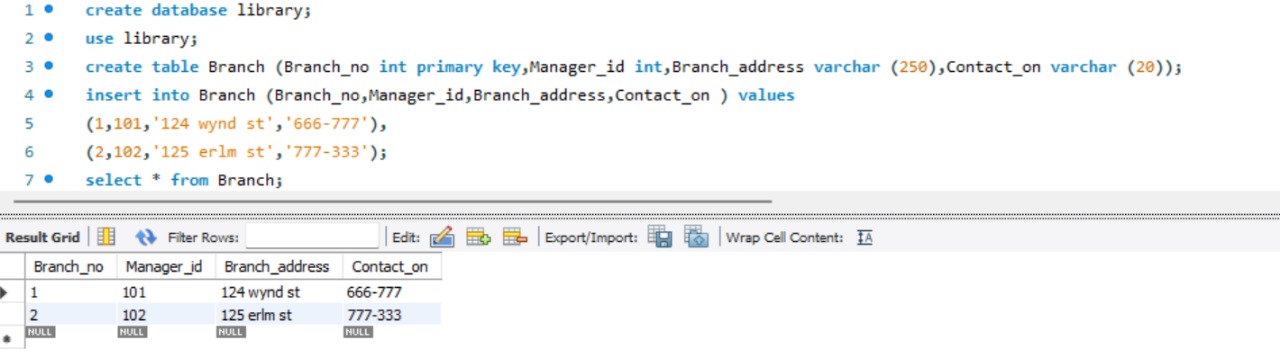 1 create database library;
2 use library;
3 create table Branch (Branch_no int primary key,Manager_id int,Branch_address varchar (250),Contact_on varchar (20));
4 insert into Branch (Branch_no,Manager_id,Branch_address,Contact_on ) values
5 (1,101,'124 wynd st','666-777'),
6 (2,102,'125 erlm st','777-333');
7 select * from Branch;
Result Grid Filter Rows: Edit: Export/Import: Wrap Cell Content:
Branch_no Manager_id Branch_address Contact_on
1 101 124 wynd st 666-777
2 102 125 erlm st 777-333
NULL NULL NULL NULL